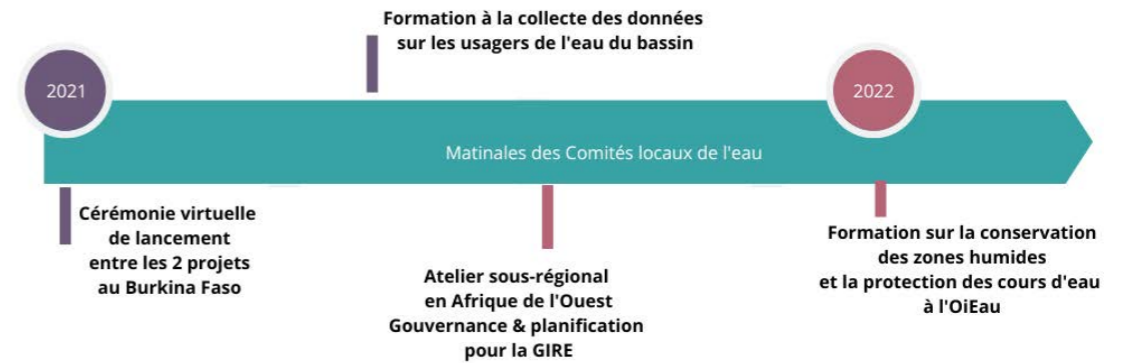 Formation à la collecte des données
sur les usagers de l'eau du bassin
2021
2022
Matinales des Comités locaux de l'eau
Cérémonie virtuelle
de lancement
entre les 2 projets
au Burkina Faso
Atelier sous-régional
en Afrique de l'Ouest
Gouvernance & planification
pour la GIRE
Formation sur la conservation
des zones humides
et la protection des cours d'eau
à l'OiEau